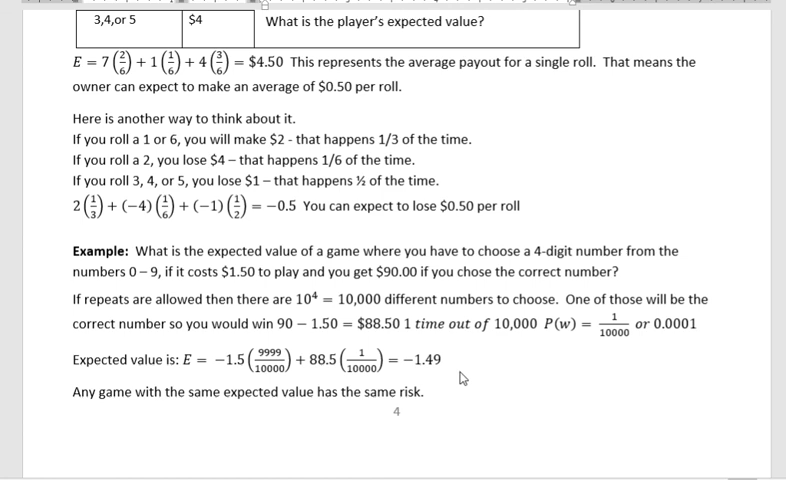 3,4,or 5 $4 What is the player's expected value?
E = 7(2/6) + 1(1/6) + 4(3/6) = $4.50 This represents the average payout for a single roll. That means the
owner can expect to make an average of $0.50 per roll.
Here is another way to think about it.
If you roll a 1 or 6, you will make $2 - that happens 1/3 of the time.
If you roll a 2, you lose $4 – that happens 1/6 of the time.
If you roll 3, 4, or 5, you lose $1 – that happens ½ of the time.
2(1/3) + (−4)(1/6) + (−1)(1/2) = −0.5 You can expect to lose $0.50 per roll
Example: What is the expected value of a game where you have to choose a 4-digit number from the
numbers 0 – 9, if it costs $1.50 to play and you get $90.00 if you chose the correct number?
If repeats are allowed then there are 10⁴ = 10,000 different numbers to choose. One of those will be the
correct number so you would win 90 − 1.50 = $88.50 1 time out of 10,000 P(w) = 1/10000 or 0.0001
Expected value is: E = −1.5(9999/10000) + 88.5(1/10000) = −1.49
Any game with the same expected value has the same risk.
4